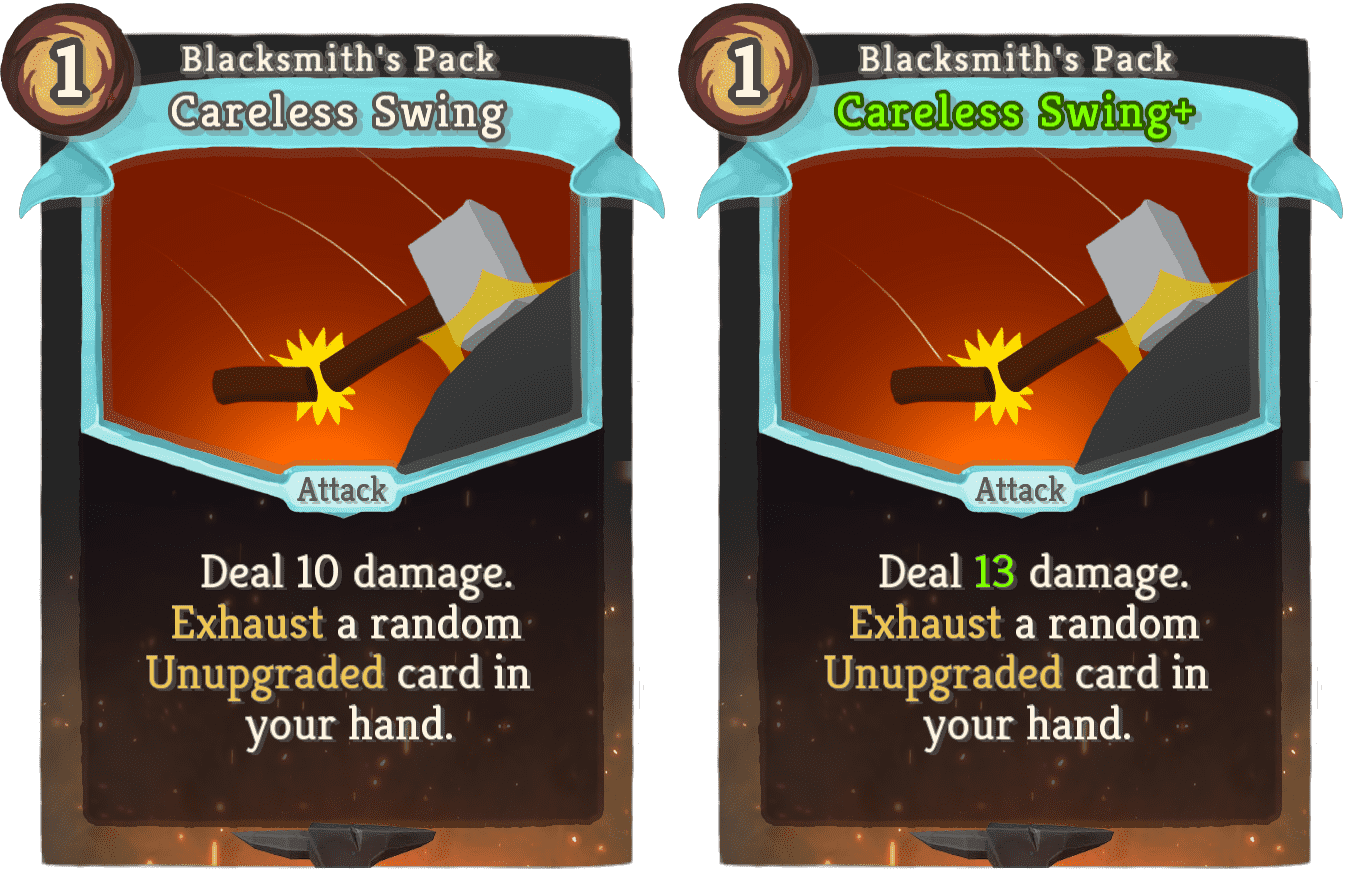 1
Blacksmith's Pack
Careless Swing
Attack
Deal 10 damage.
Exhaust a random
Unupgraded card in
your hand.
1
Blacksmith's Pack
Careless Swing+
Attack
Deal 13 damage.
Exhaust a random
Unupgraded card in
your hand.